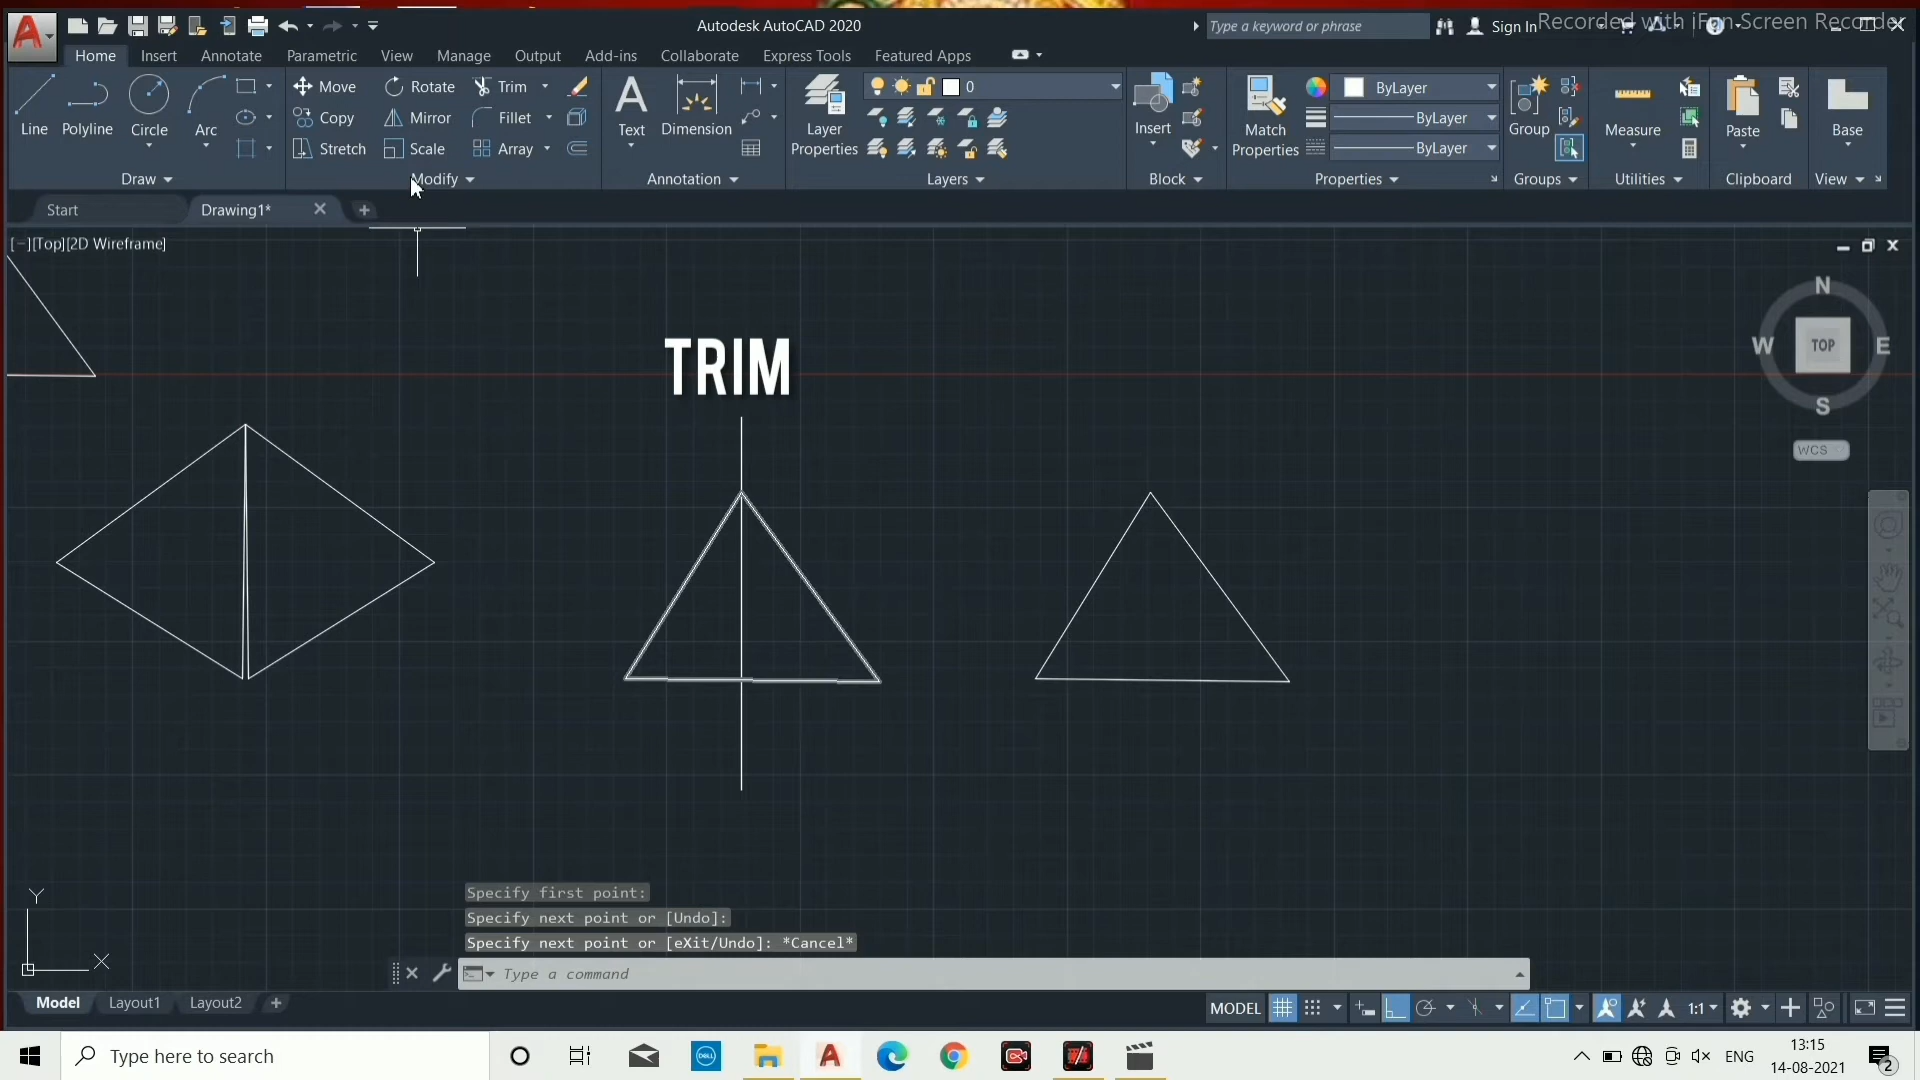 Autodesk AutoCAD 2020
Type a keyword or phrase
Sign In
Recorded with iFun Screen Recorder
Home Insert Annotate Parametric View Manage Output Add-ins Collaborate Express Tools Featured Apps
Line Polyline Circle Arc
Move Rotate Trim
Copy Mirror Fillet
Stretch Scale Array
Text Dimension
Layer Properties
0
Insert
Match Properties
ByLayer
ByLayer
ByLayer
Group
Measure
Paste
Base
Draw Modify Annotation Layers Block Properties Groups Utilities Clipboard View
Start Drawing1*
[−][Top][2D Wireframe]
N
W TOP E
S
WCS
TRIM
Y
X
Specify first point:
Specify next point or [Undo]:
Specify next point or [eXit/Undo]: *Cancel*
Type a command
Model Layout1 Layout2
MODEL 1:1
Type here to search
DELL
ENG
13:15
14-08-2021
2